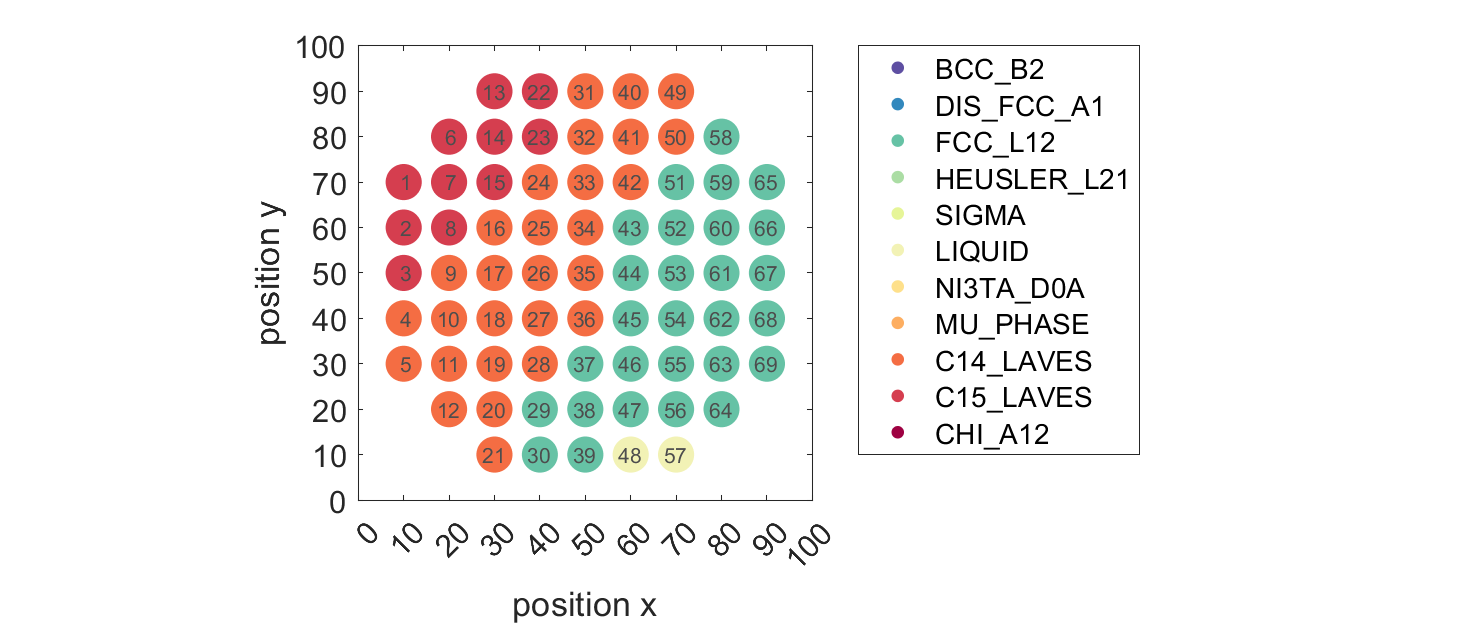 100
90
80
70
60
50
40
30
20
10
0
position y
13 22 31 40 49
6 14 23 32 41 50 58
1 7 15 24 33 42 51 59 65
2 8 16 25 34 43 52 60 66
3 9 17 26 35 44 53 61 67
4 10 18 27 36 45 54 62 68
5 11 19 28 37 46 55 63 69
12 20 29 38 47 56 64
21 30 39 48 57
0 10 20 30 40 50 60 70 80 90 100
position x
BCC_B2
DIS_FCC_A1
FCC_L12
HEUSLER_L21
SIGMA
LIQUID
NI3TA_D0A
MU_PHASE
C14_LAVES
C15_LAVES
CHI_A12